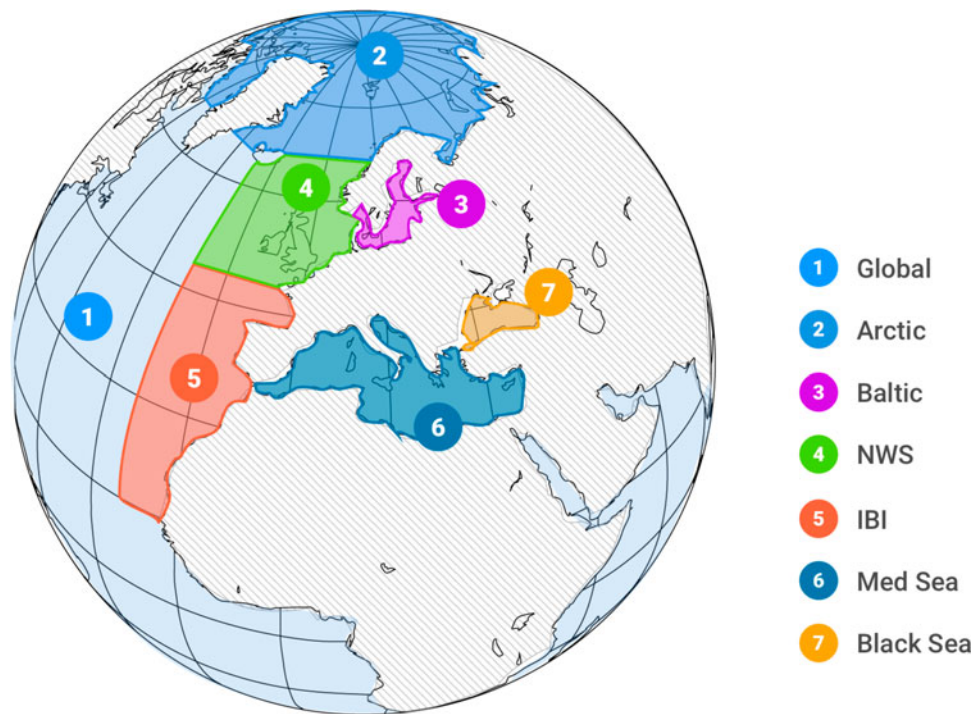 2
4
3
7
1
5
6
1 Global
2 Arctic
3 Baltic
4 NWS
5 IBI
6 Med Sea
7 Black Sea